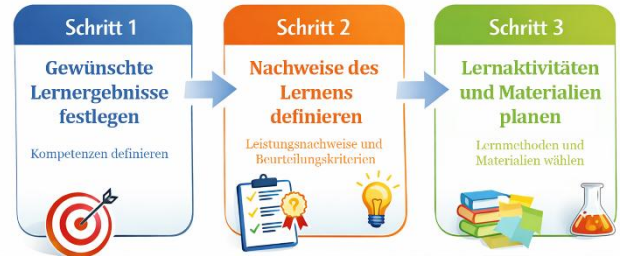 Schritt 1
Gewünschte
Lernergebnisse
festlegen
Kompetenzen definieren
Schritt 2
Nachweise des
Lernens
definieren
Leistungsnachweise und
Beurteilungskriterien
Schritt 3
Lernaktivitäten
und Materialien
planen
Lernmethoden und
Materialien wählen